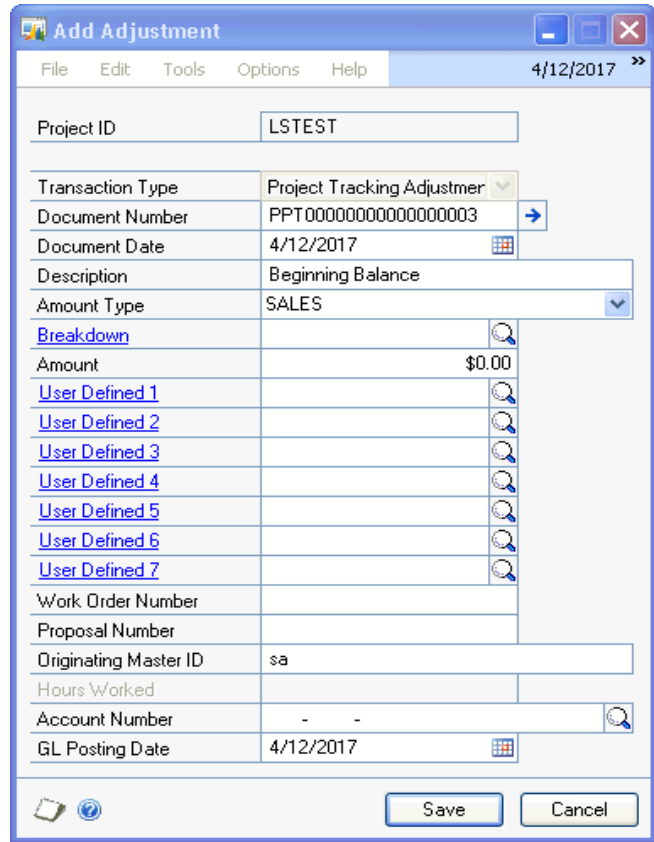 Add Adjustment
File Edit Tools Options Help 4/12/2017 »
Project ID LSTEST
Transaction Type Project Tracking Adjustmer
Document Number PPT00000000000000003
Document Date 4/12/2017
Description Beginning Balance
Amount Type SALES
Breakdown
Amount $0.00
User Defined 1
User Defined 2
User Defined 3
User Defined 4
User Defined 5
User Defined 6
User Defined 7
Work Order Number
Proposal Number
Originating Master ID sa
Hours Worked
Account Number - -
GL Posting Date 4/12/2017
Save Cancel